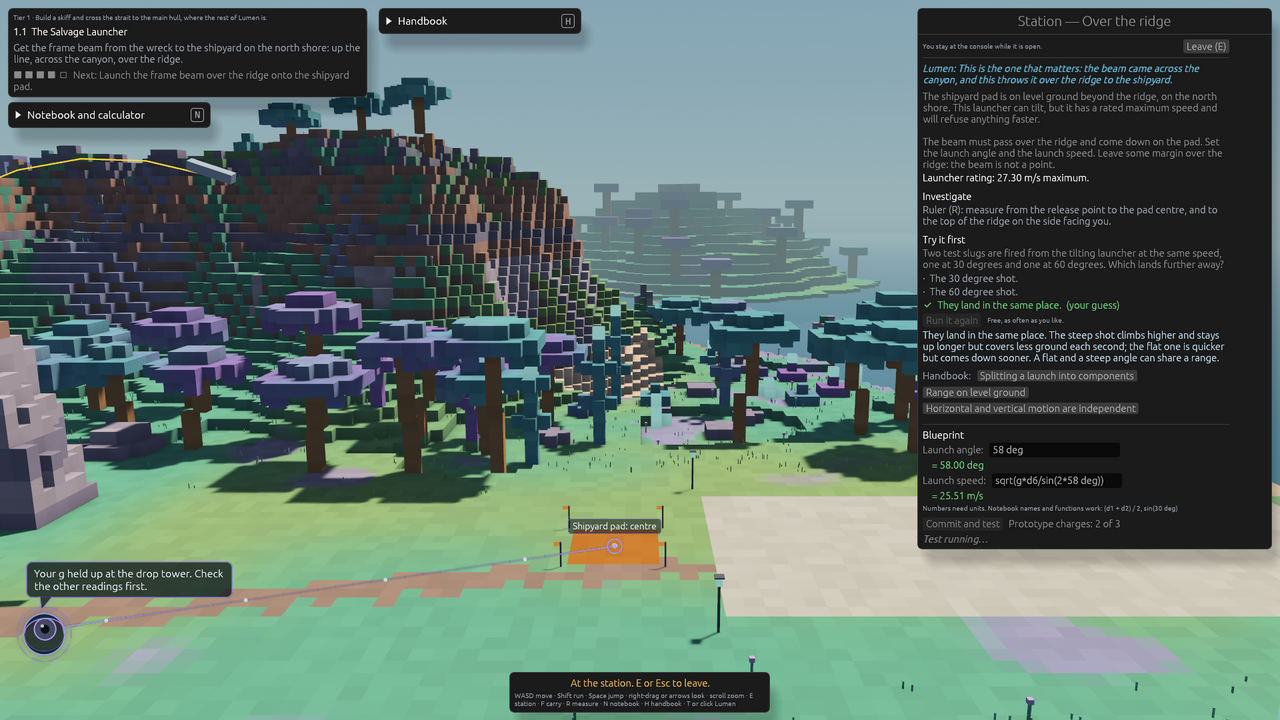 Tier 1 · Build a skiff and cross the strait to the main hull, where the rest of Lumen is.
1.1 The Salvage Launcher
Get the frame beam from the wreck to the shipyard on the north shore: up the
line, across the canyon, over the ridge.
Next: Launch the frame beam over the ridge onto the shipyard
pad.
Handbook
H
Notebook and calculator
N
Station — Over the ridge
You stay at the console while it is open.
Leave (E)
Lumen: This is the one that matters: the beam came across the
canyon, and this throws it over the ridge to the shipyard.
The shipyard pad is on level ground beyond the ridge, on the north
shore. This launcher can tilt, but it has a rated maximum speed and
will refuse anything faster.
The beam must pass over the ridge and come down on the pad. Set
the launch angle and the launch speed. Leave some margin over the
ridge: the beam is not a point.
Launcher rating: 27.30 m/s maximum.
Investigate
Ruler (R): measure from the release point to the pad centre, and to
the top of the ridge on the side facing you.
Try it first
Two test slugs are fired from the tilting launcher at the same speed,
one at 30 degrees and one at 60 degrees. Which lands further away?
· The 30 degree shot.
· The 60 degree shot.
✓ They land in the same place. (your guess)
Run it again Free, as often as you like.
They land in the same place. The steep shot climbs higher and stays
up longer but covers less ground each second; the flat one is quicker
but comes down sooner. A flat and a steep angle can share a range.
Handbook: Splitting a launch into components
Range on level ground
Horizontal and vertical motion are independent
Blueprint
Launch angle: 58 deg
= 58.00 deg
Launch speed: sqrt(g*d6/sin(2*58 deg))
= 25.51 m/s
Numbers need units. Notebook names and functions work: (d1 + d2) / 2, sin(30 deg)
Commit and test Prototype charges: 2 of 3
Test running…
Shipyard pad: centre
Your g held up at the drop tower. Check
the other readings first.
At the station. E or Esc to leave.
WASD move · Shift run · Space jump · right-drag or arrows look · scroll zoom · E
station · F carry · R measure · N notebook · H handbook · T or click Lumen